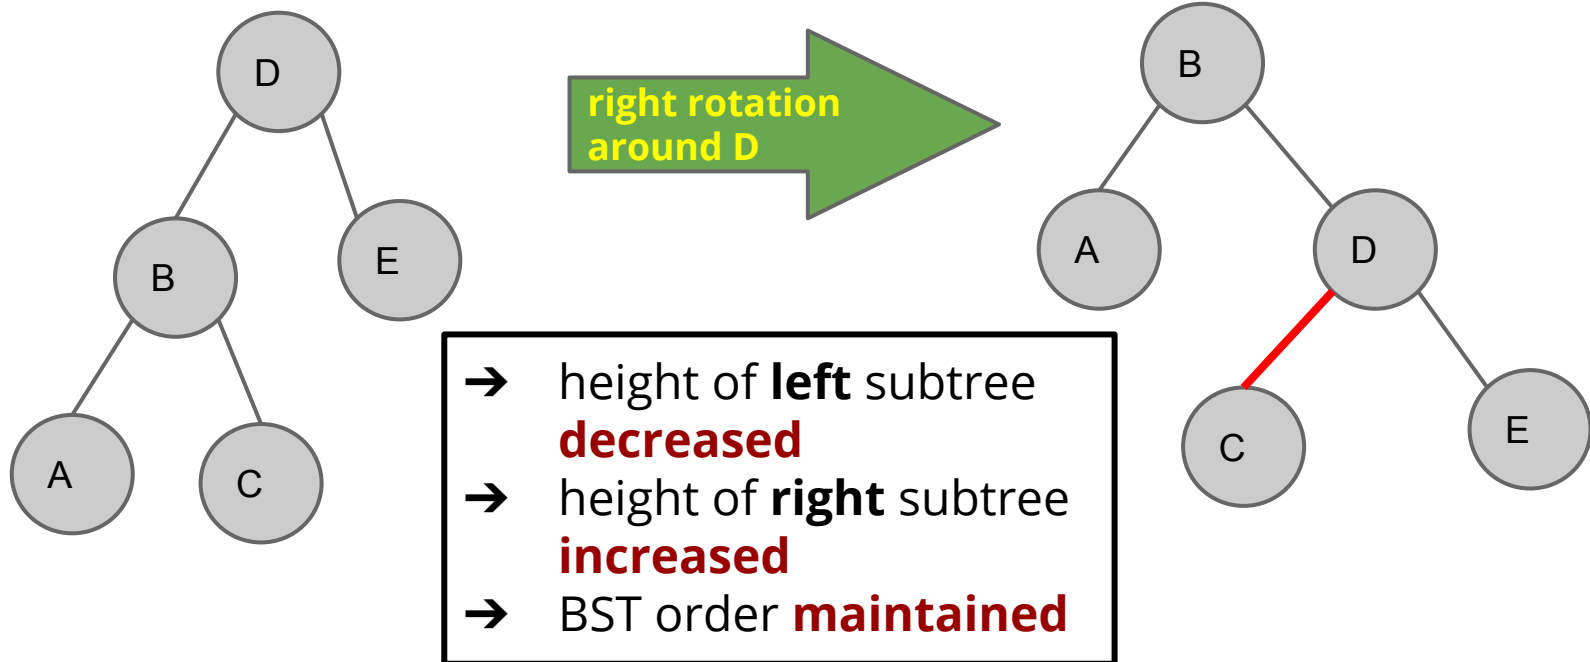 D
B
E
A
C
right rotation
around D
B
A
D
C
E
➔ height of left subtree
decreased
➔ height of right subtree
increased
➔ BST order maintained